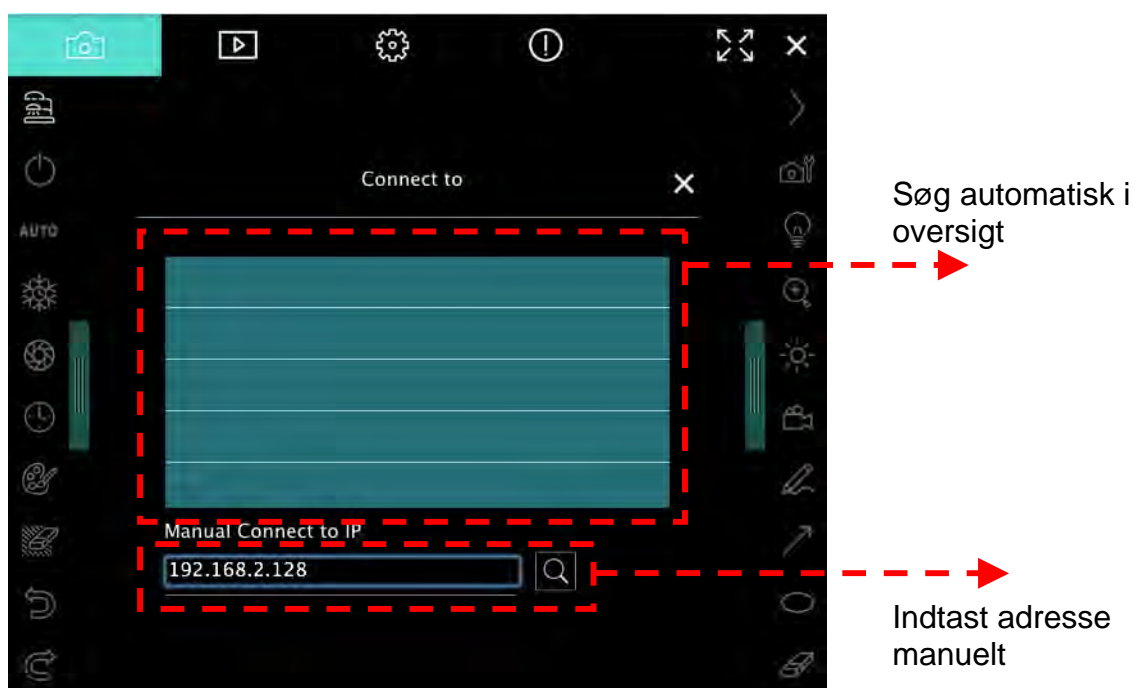 Connect to
Søg automatisk i
oversigt
AUTO
Manual Connect to IP
192.168.2.128
Indtast adresse
manuelt